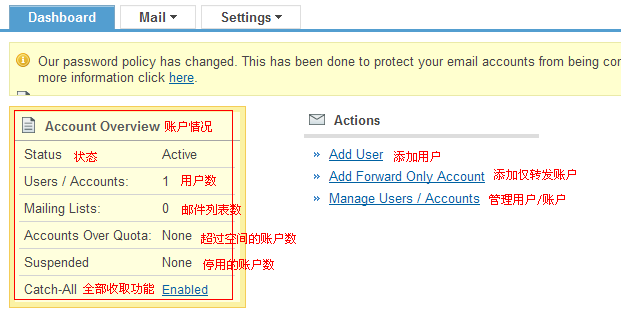 Dashboard Mail Settings
Our password policy has changed. This has been done to protect your email accounts from being cor
more information click here.
Account Overview 账户情况
Status 状态 Active
Users / Accounts: 1 用户数
Mailing Lists: 0 邮件列表数
Accounts Over Quota: None 超过空间的账户数
Suspended None 停用的账户数
Catch-All 全部收取功能 Enabled
Actions
» Add User 添加用户
» Add Forward Only Account 添加仅转发账户
» Manage Users / Accounts 管理用户/账户